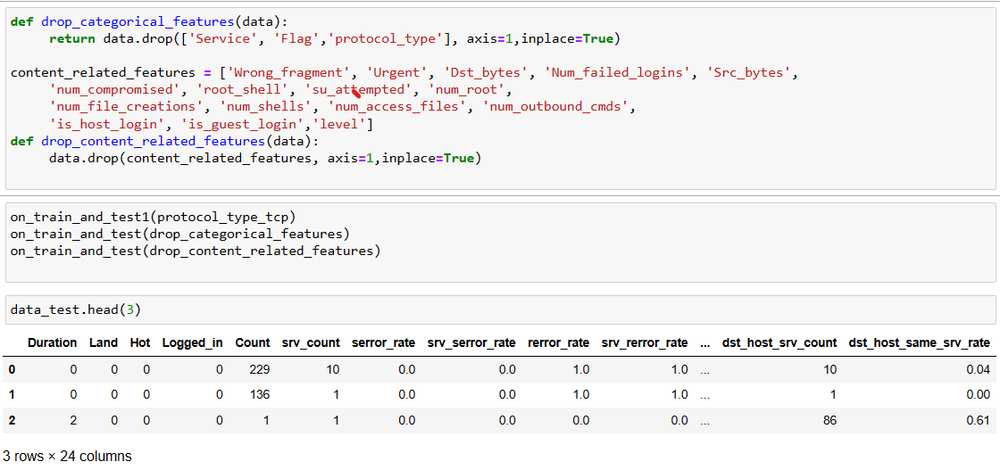 def drop_categorical_features(data):
return data.drop(['Service', 'Flag','protocol_type'], axis=1,inplace=True)
content_related_features = ['Wrong_fragment', 'Urgent', 'Dst_bytes', 'Num_failed_logins', 'Src_bytes',
'num_compromised', 'root_shell', 'su_attempted', 'num_root',
'num_file_creations', 'num_shells', 'num_access_files', 'num_outbound_cmds',
'is_host_login', 'is_guest_login','level']
def drop_content_related_features(data):
data.drop(content_related_features, axis=1,inplace=True)
on_train_and_test1(protocol_type_tcp)
on_train_and_test(drop_categorical_features)
on_train_and_test(drop_content_related_features)
data_test.head(3)
Duration Land Hot Logged_in Count srv_count serror_rate srv_serror_rate rerror_rate srv_rerror_rate ... dst_host_srv_count dst_host_same_srv_rate
0 0 0 0 0 229 10 0.0 0.0 1.0 1.0 ... 10 0.04
1 0 0 0 0 136 1 0.0 0.0 1.0 1.0 ... 1 0.00
2 2 0 0 0 1 1 0.0 0.0 0.0 0.0 ... 86 0.61
3 rows × 24 columns